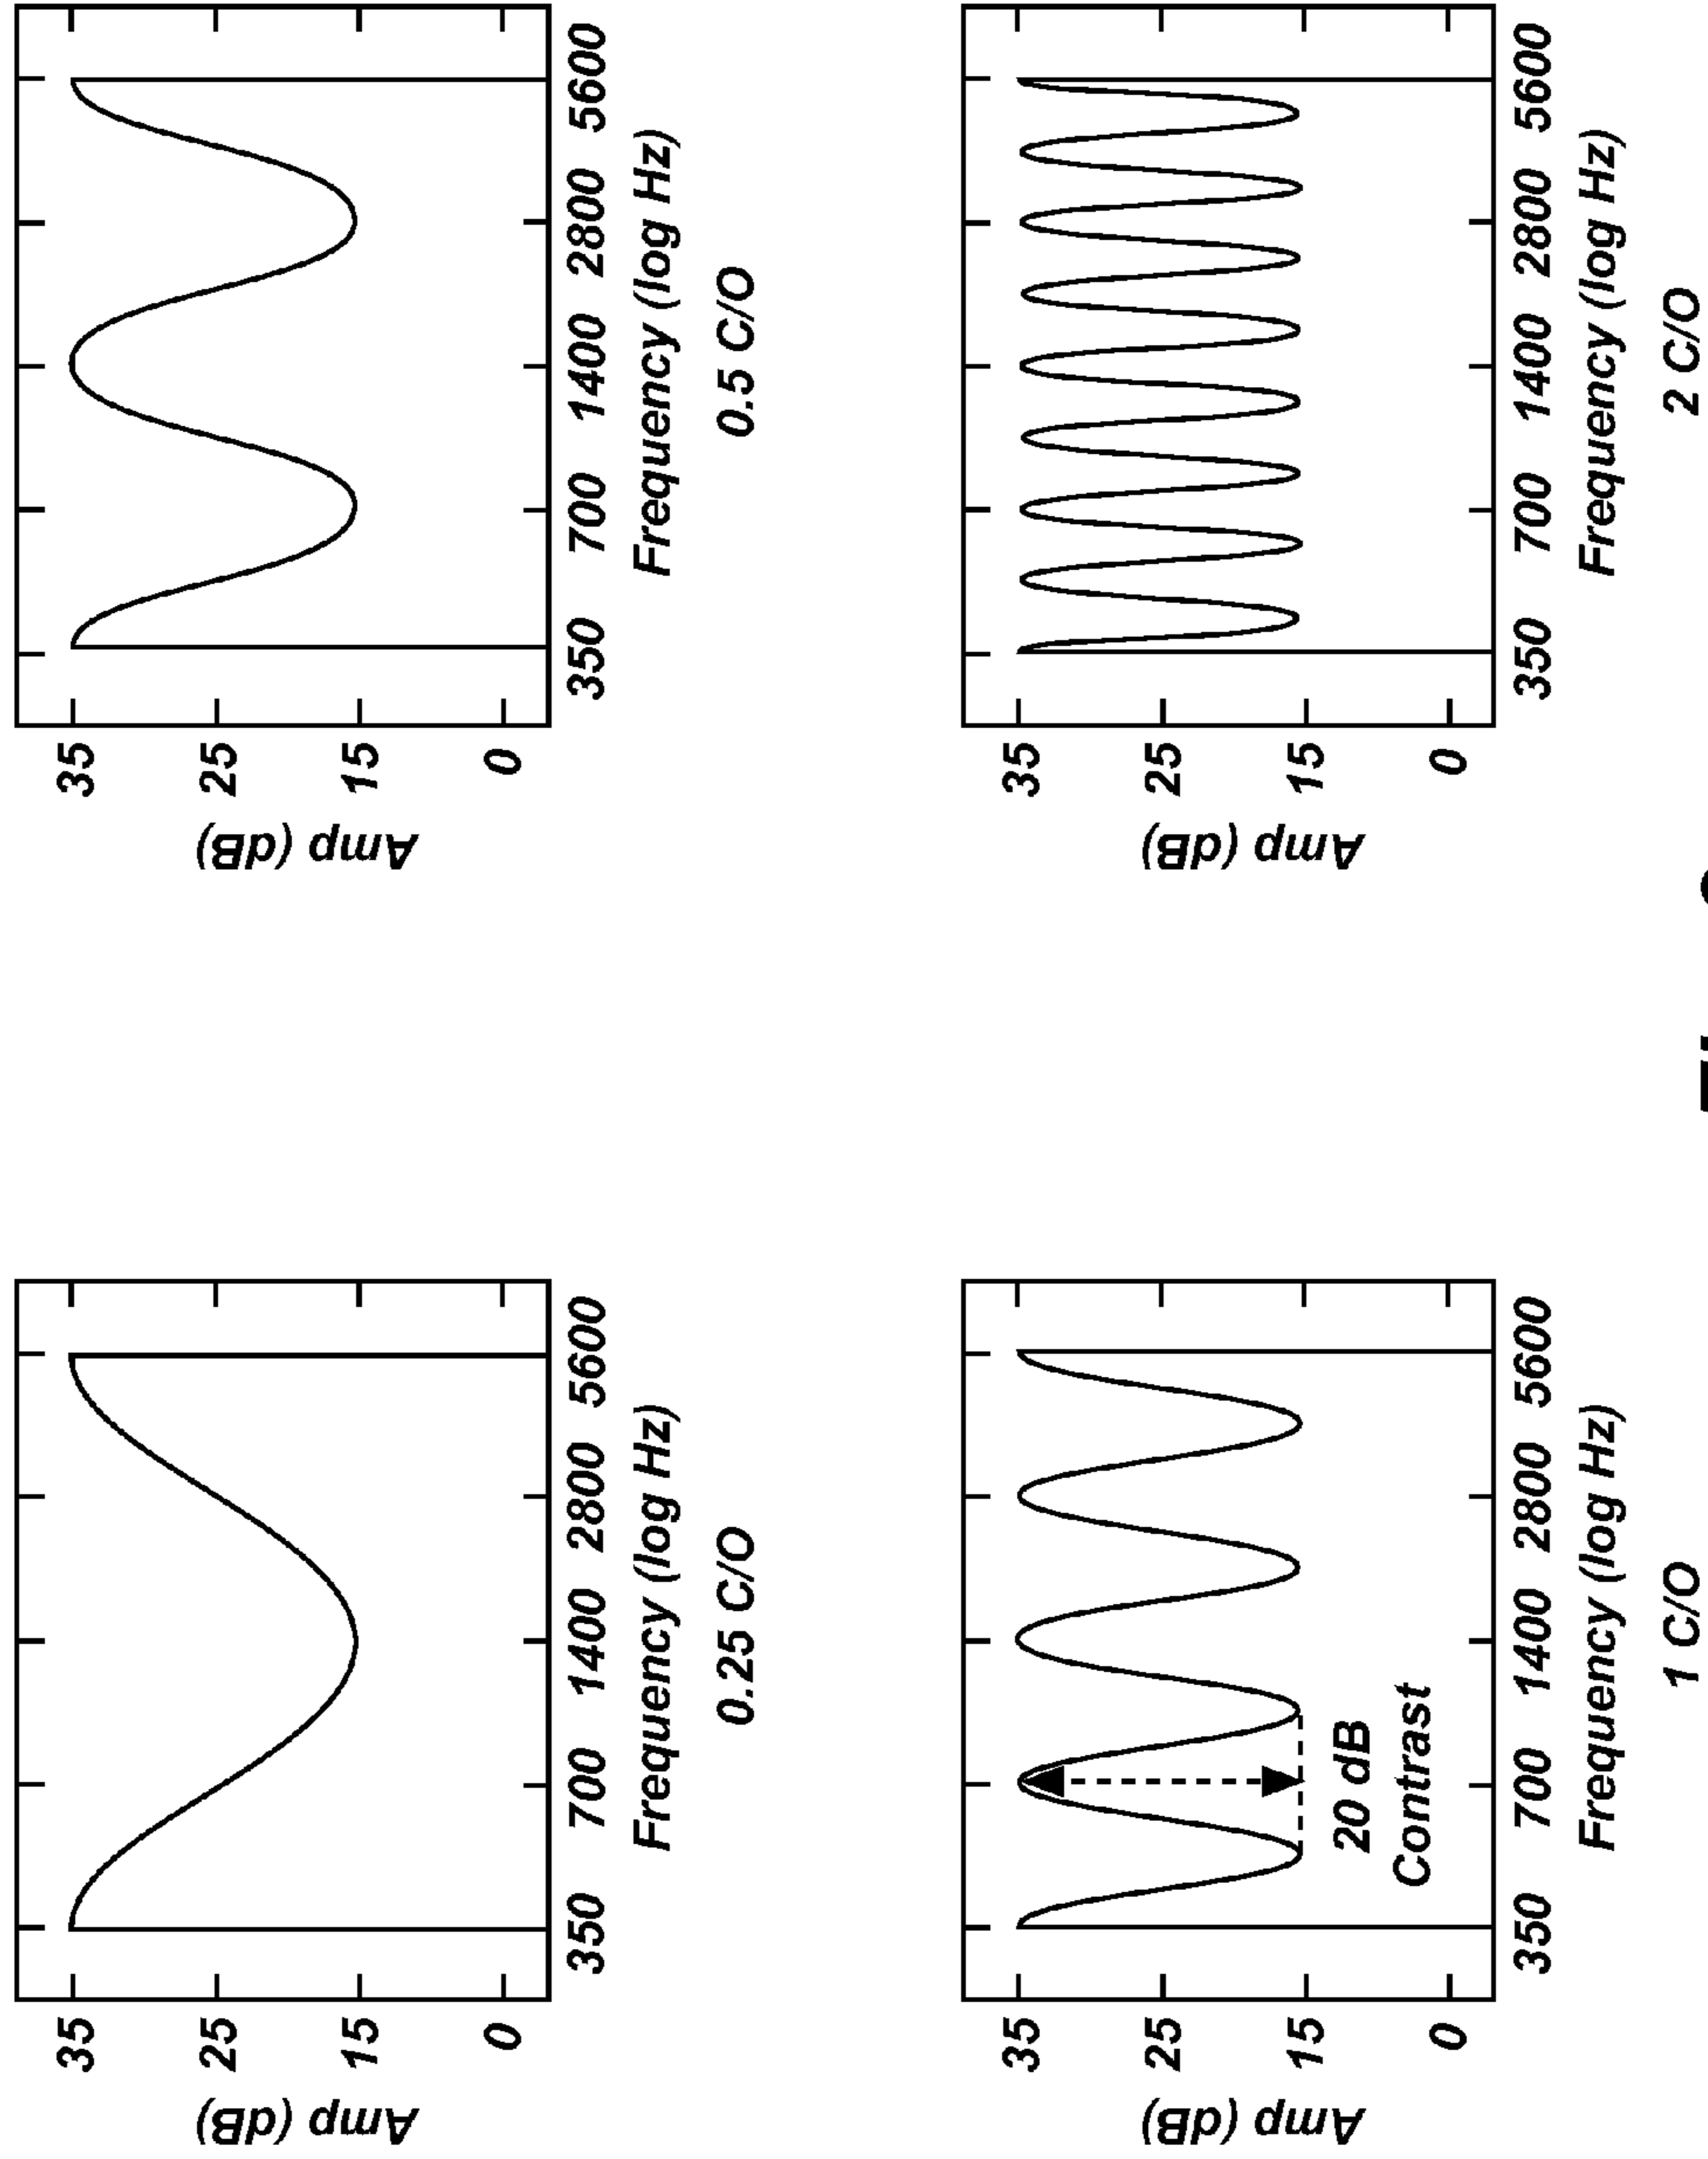 Amp (dB)
35
25
15
0
350 700 1400 2800 5600
Frequency (log Hz)
0.25 C/O
Amp (dB)
35
25
15
0
350 700 1400 2800 5600
Frequency (log Hz)
0.5 C/O
Amp (dB)
35
25
15
0
20 dB
Contrast
350 700 1400 2800 5600
Frequency (log Hz)
1 C/O
Amp (dB)
35
25
15
0
350 700 1400 2800 5600
Frequency (log Hz)
2 C/O